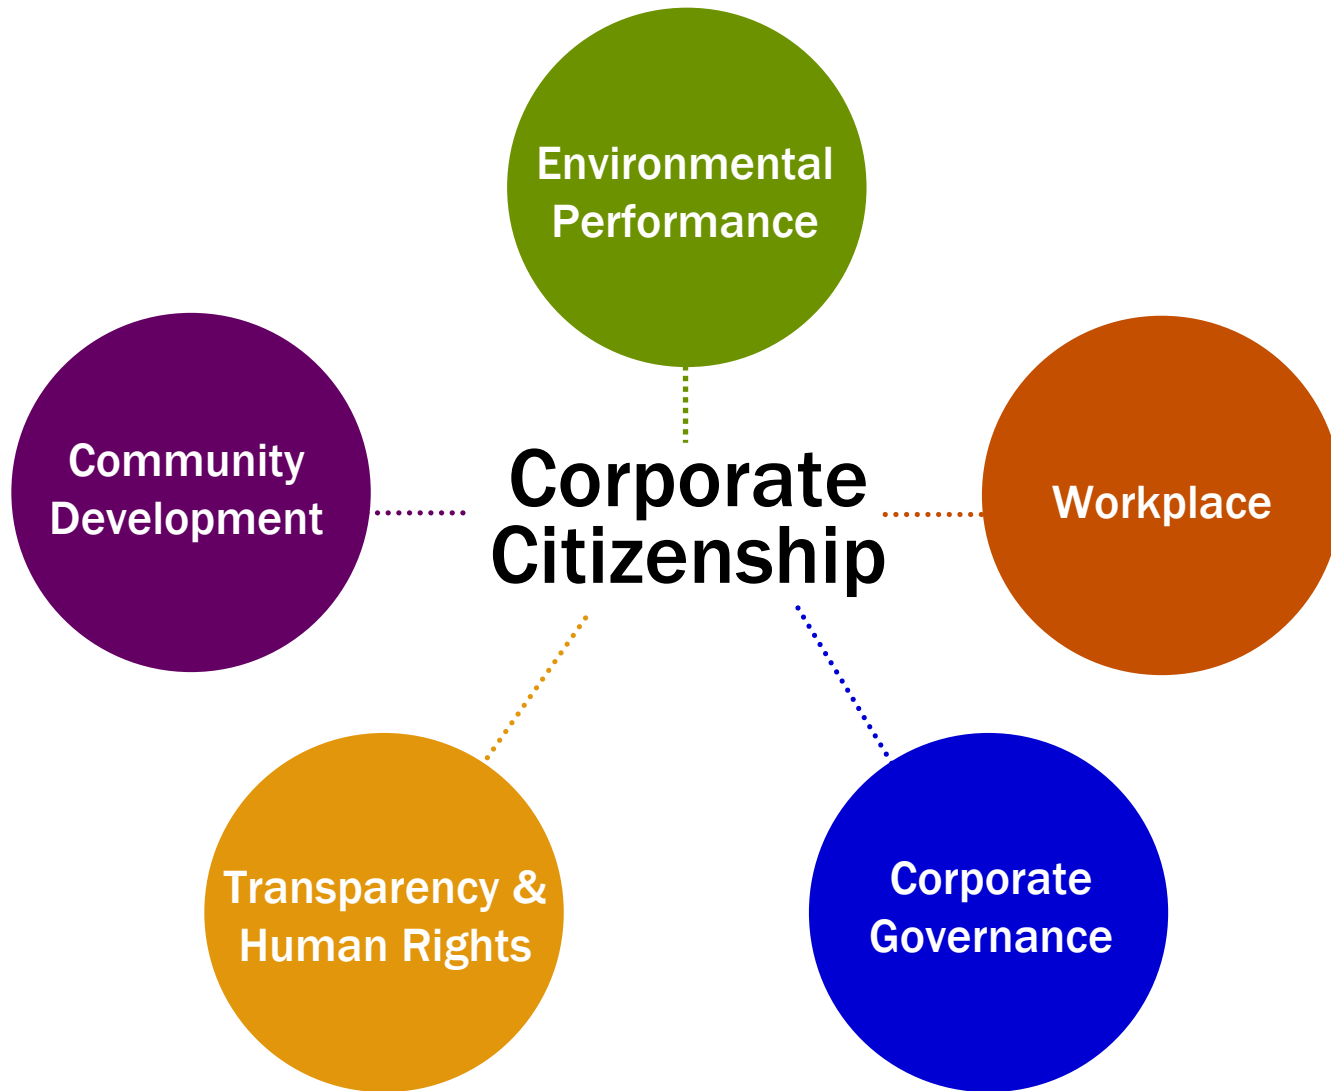 Environmental
Performance
Community
Development
Corporate
Citizenship
Workplace
Transparency &
Human Rights
Corporate
Governance